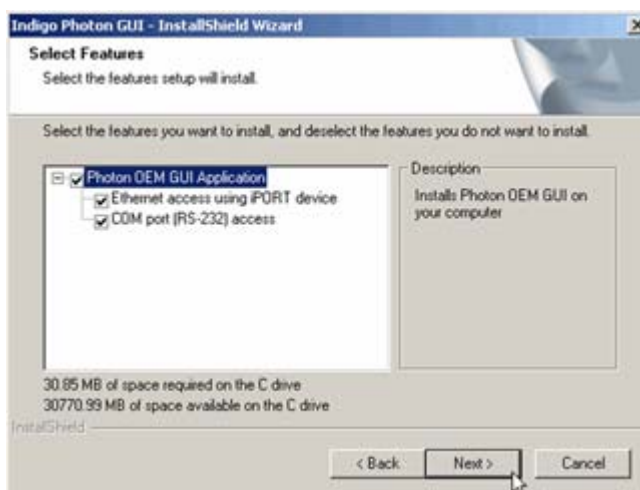 Indigo Photon GUI - InstallShield Wizard
Select Features
Select the features setup will install.
Select the features you want to install, and deselect the features you do not want to install.
Photon OEM GUI Application
Ethernet access using iPORT device
COM port (RS-232) access
Description
Installs Photon OEM GUI on
your computer
30.85 MB of space required on the C drive
30770.99 MB of space available on the C drive
InstallShield
< Back
Next >
Cancel